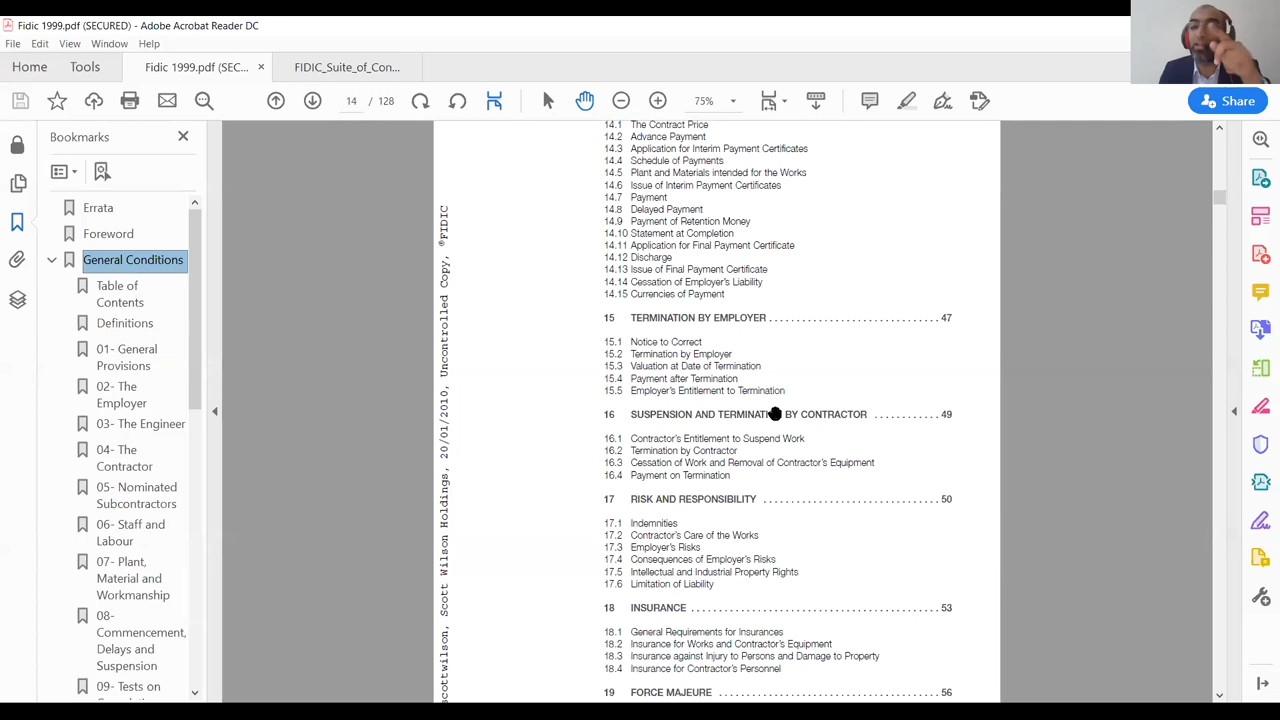 Fidic 1999.pdf (SECURED) - Adobe Acrobat Reader DC
File Edit View Window Help
Home Tools Fidic 1999.pdf (SEC... × FIDIC_Suite_of_Con...
14 / 128 75% Share
Bookmarks
Errata
Foreword
General Conditions
Table of
Contents
Definitions
01- General
Provisions
02- The
Employer
03- The Engineer
04- The
Contractor
05- Nominated
Subcontractors
06- Staff and
Labour
07- Plant,
Material and
Workmanship
08-
Commencement,
Delays and
Suspension
09- Tests on
scottwilson, Scott Wilson Holdings, 20/01/2010, Uncontrolled Copy, ®FIDIC
14.1 The Contract Price
14.2 Advance Payment
14.3 Application for Interim Payment Certificates
14.4 Schedule of Payments
14.5 Plant and Materials intended for the Works
14.6 Issue of Interim Payment Certificates
14.7 Payment
14.8 Delayed Payment
14.9 Payment of Retention Money
14.10 Statement at Completion
14.11 Application for Final Payment Certificate
14.12 Discharge
14.13 Issue of Final Payment Certificate
14.14 Cessation of Employer's Liability
14.15 Currencies of Payment
15 TERMINATION BY EMPLOYER . . . . . . . . . . . . . . . . . . . . . . . . . . . . . . 47
15.1 Notice to Correct
15.2 Termination by Employer
15.3 Valuation at Date of Termination
15.4 Payment after Termination
15.5 Employer's Entitlement to Termination
16 SUSPENSION AND TERMINATION BY CONTRACTOR . . . . . . . . . . . 49
16.1 Contractor's Entitlement to Suspend Work
16.2 Termination by Contractor
16.3 Cessation of Work and Removal of Contractor's Equipment
16.4 Payment on Termination
17 RISK AND RESPONSIBILITY . . . . . . . . . . . . . . . . . . . . . . . . . . . . . . 50
17.1 Indemnities
17.2 Contractor's Care of the Works
17.3 Employer's Risks
17.4 Consequences of Employer's Risks
17.5 Intellectual and Industrial Property Rights
17.6 Limitation of Liability
18 INSURANCE . . . . . . . . . . . . . . . . . . . . . . . . . . . . . . . . . . . . . . . . . . 53
18.1 General Requirements for Insurances
18.2 Insurance for Works and Contractor's Equipment
18.3 Insurance against Injury to Persons and Damage to Property
18.4 Insurance for Contractor's Personnel
19 FORCE MAJEURE . . . . . . . . . . . . . . . . . . . . . . . . . . . . . . . . . . . . . . 56